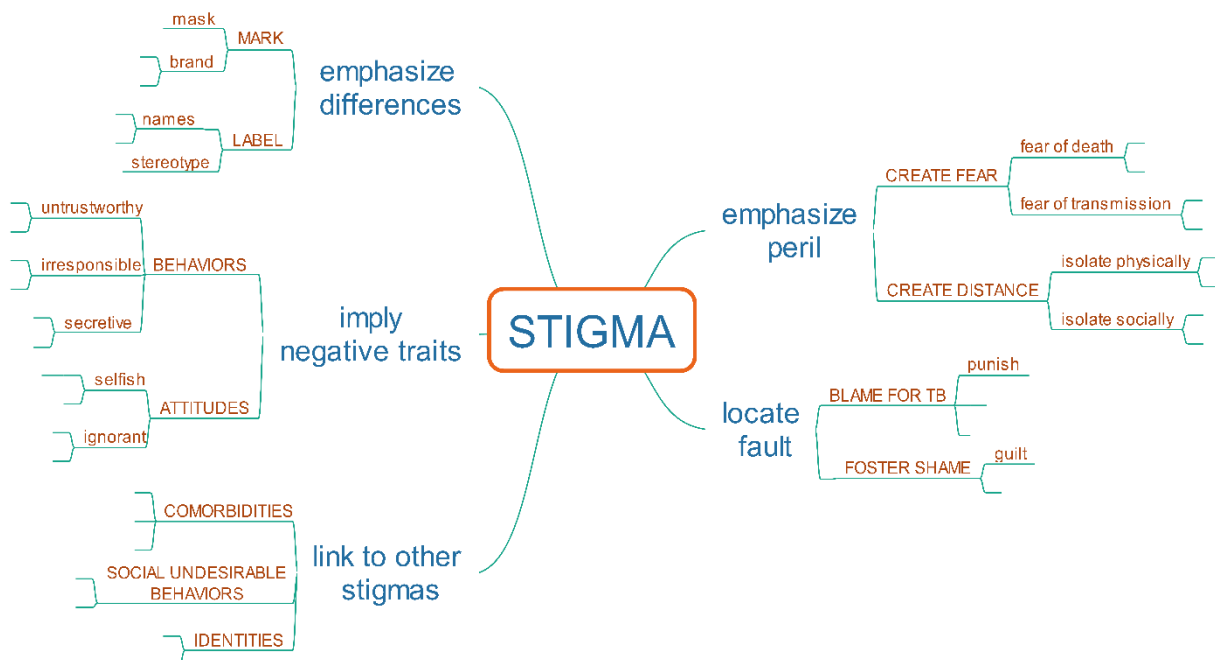 mask
MARK
brand
emphasize
differences
names
LABEL
stereotype
untrustworthy
irresponsible
BEHAVIORS
secretive
imply
negative traits
selfish
ATTITUDES
ignorant
COMORBIDITIES
link to other
stigmas
SOCIAL UNDESIRABLE
BEHAVIORS
IDENTITIES
STIGMA
fear of death
CREATE FEAR
fear of transmission
emphasize
peril
isolate physically
CREATE DISTANCE
isolate socially
punish
BLAME FOR TB
locate
fault
guilt
FOSTER SHAME